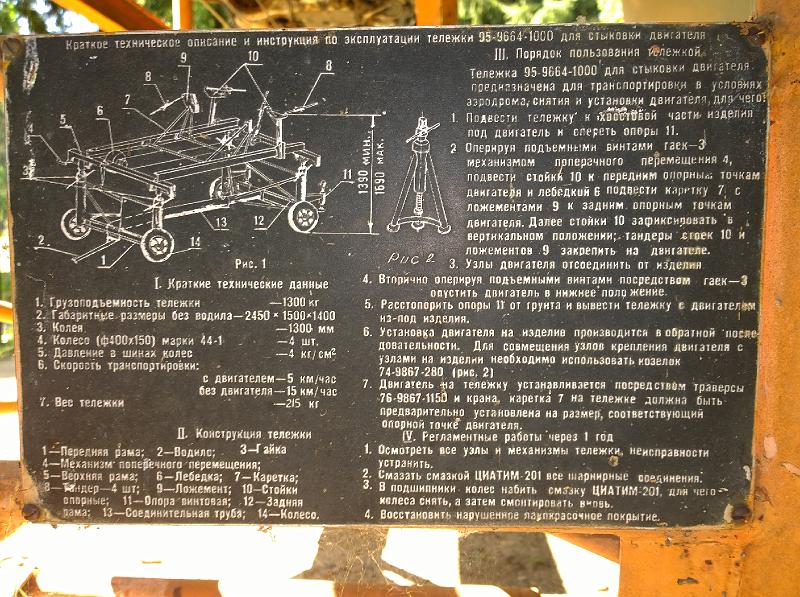 Краткое техническое описание и инструкция по эксплуатации тележки 95-9664-1000 для стыковки двигателя
9
10
8
8
7
6
5
4
3
11
2
1
14
13
12
1390 МИН.
1690 МАК.
Рис. 1
Рис 2
I. Краткие технические данные
1. Грузоподъемность тележки —1300 кг
2. Габаритные размеры без водила—2450×1500×1400
3. Колея —1300 мм
4. Колесо (ф400х150) марки 44-1 —4 шт.
5. Давление в шинах колес —4 кг/см²
6. Скорость транспортировки:
с двигателем—5 км/час
без двигателя—15 км/час
7. Вес тележки —215 кг
II. Конструкция тележки
1—Передняя рама; 2—Водило; 3—Гайка
4—Механизм поперечного перемещения;
5—Верхняя рама; 6—Лебедка; 7—Каретка;
8—Тандер—4 шт; 9—Ложемент; 10—Стойки
опорные; 11—Опора винтовая; 12—Задняя
рама; 13—Соединительная труба; 14—Колесо.
III. Порядок пользования тележкой
Тележка 95-9664-1000 для стыковки двигателя
предназначена для транспортировки в условиях
аэродрома, снятия и установки двигателя, для чего:
1. Подвести тележку к хвостовой части изделия
под двигатель и опереть опоры 11.
2 Оперируя подъемными винтами гаек—3
механизмом поперечного перемещения 4,
подвести стойки 10 к передним опорным точкам
двигателя и лебедкой 6 подвести каретку 7, с
ложементами 9 к задним опорным точкам
двигателя. Далее стойки 10 зафиксировать в
вертикальном положении; тандеры стоек 10 и
ложементов 9 закрепить на двигателе.
3. Узлы двигателя отсоединить от изделия
4. Вторично оперируя подъемными винтами посредством гаек—3
опустить двигатель в нижнее положение.
5. Расстопорить опоры 11 от грунта и вывести тележку с двигателем
из-под изделия.
6. Установка двигателя на изделие производится в обратной после-
довательности. Для совмещения узлов крепления двигателя с
узлами на изделии необходимо использовать козелок
74-9867-280 (рис. 2)
7. Двигатель на тележку устанавливается посредством траверсы
76-9867-1150 и крана, каретка 7 на тележке должна быть
предварительно установлена на размер, соответствующий
опорной точке двигателя.
IV. Регламентные работы через 1 год
1. Осмотреть все узлы и механизмы тележки, неисправности
устранить.
2. Смазать смазкой ЦИАТИМ-201 все шарнирные соединения.
3. В подшипники колес набить смазку ЦИАТИМ-201, для чего
колеса снять, а затем смонтировать вновь.
4. Восстановить нарушенное лакокрасочное покрытие.